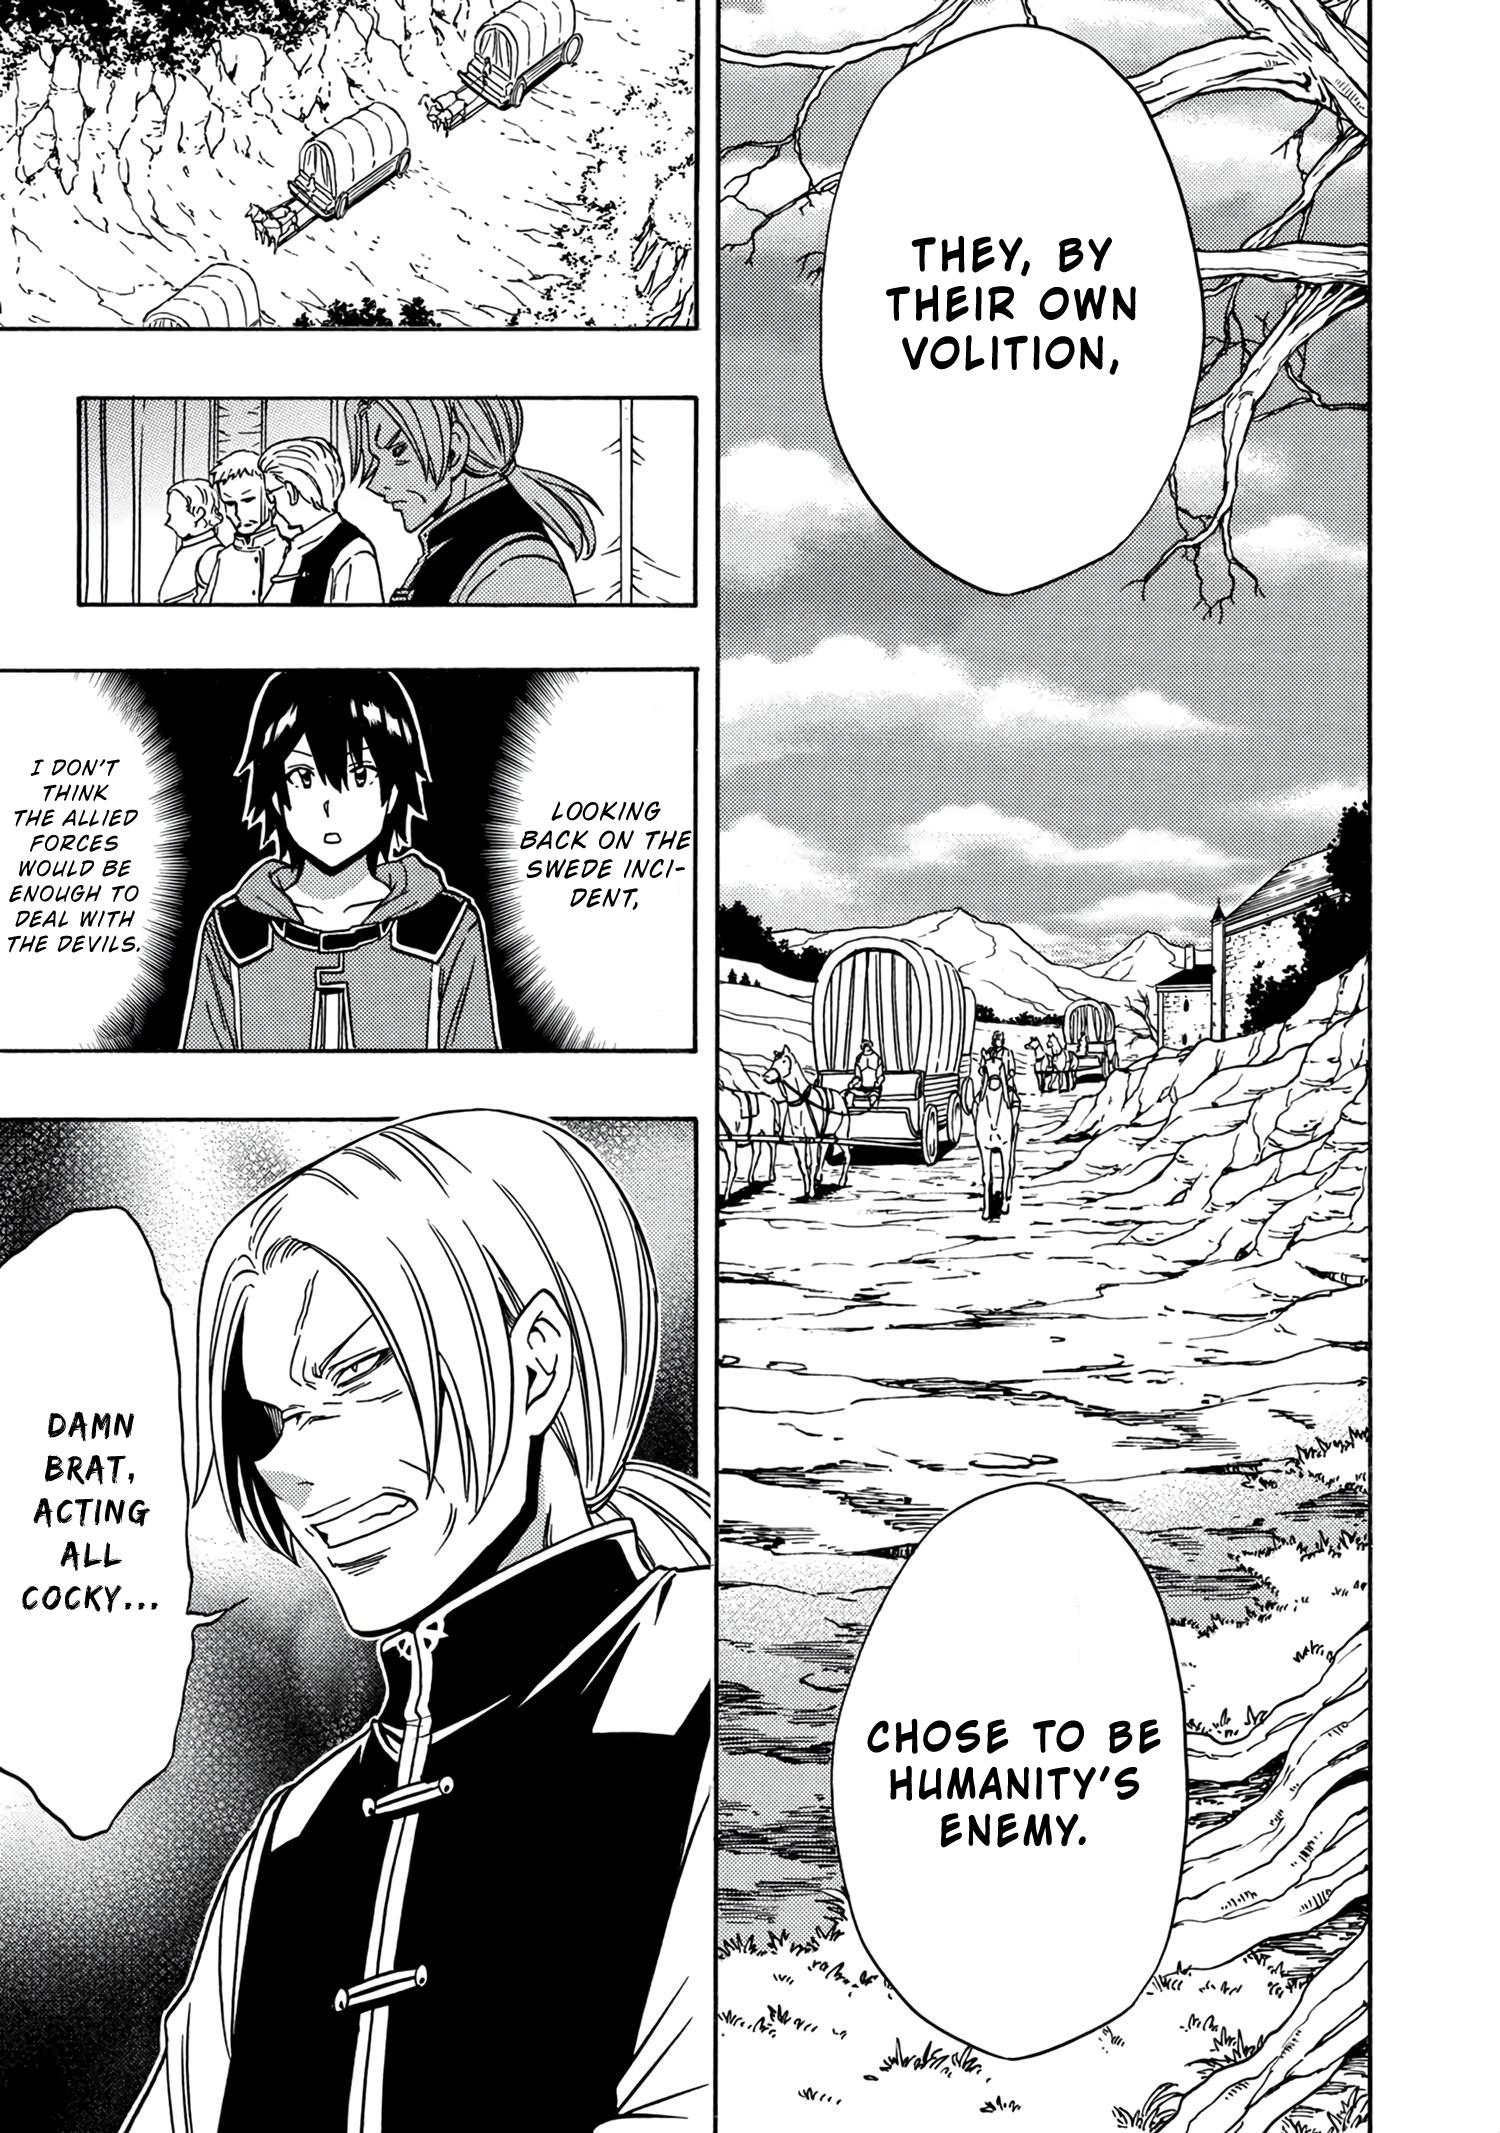 THEY, BY
THEIR OWN
VOLITION,
CHOSE TO BE
HUMANITY'S
ENEMY.
LOOKING
BACK ON THE
SWEDE INCI-
DENT,
I DON'T
THINK
THE ALLIED
FORCES
WOULD BE
ENOUGH TO
DEAL WITH
THE DEVILS.
DAMN
BRAT,
ACTING
ALL
COCKY...